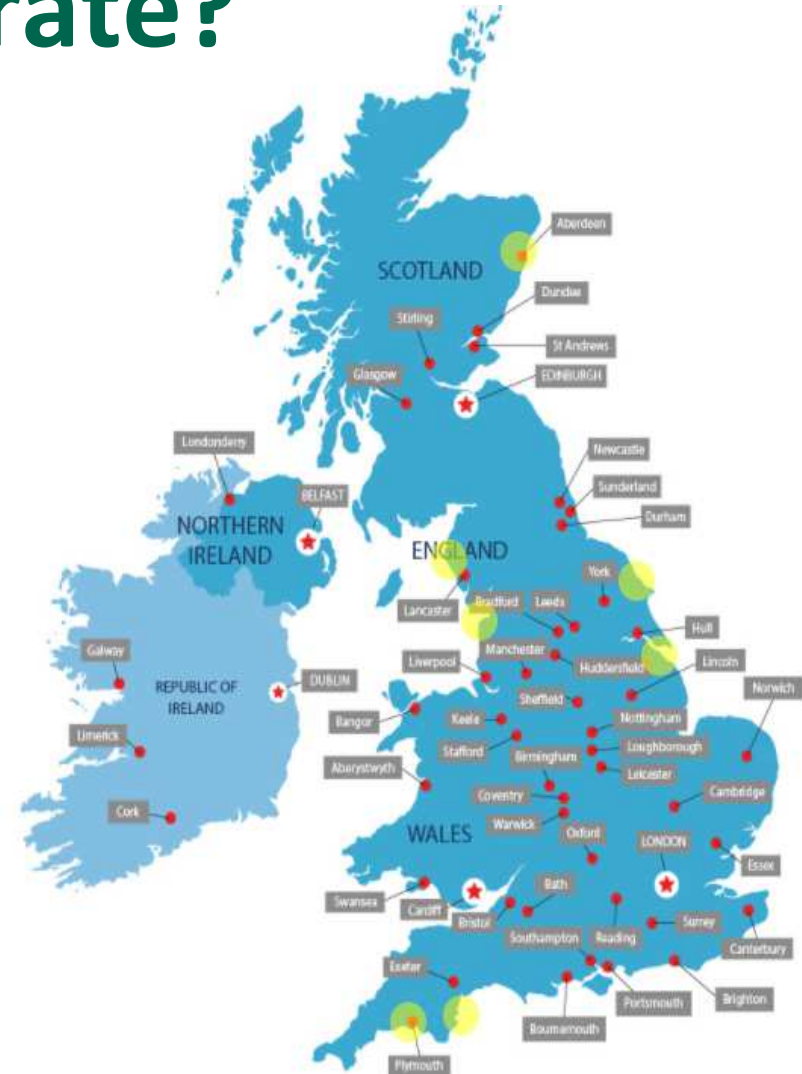 rate?
Aberdeen
SCOTLAND
Dundee
Stirling
St Andrews
Glasgow
EDINBURGH
Londonderry
Newcastle
BELFAST
Sunderland
Durham
NORTHERN
IRELAND
ENGLAND
York
Lancaster
Bradford
Leeds
Hull
Galway
Manchester
Huddersfield
Lincoln
Liverpool
DUBLIN
REPUBLIC OF
IRELAND
Sheffield
Norwich
Bangor
Keele
Nottingham
Limerick
Stafford
Loughborough
Birmingham
Aberystwyth
Leicester
Coventry
Cambridge
Cork
Warwick
WALES
Oxford
LONDON
Essex
Bath
Swansea
Cardiff
Bristol
Surrey
Southampton
Reading
Canterbury
Exeter
Portsmouth
Brighton
Bournemouth
Plymouth